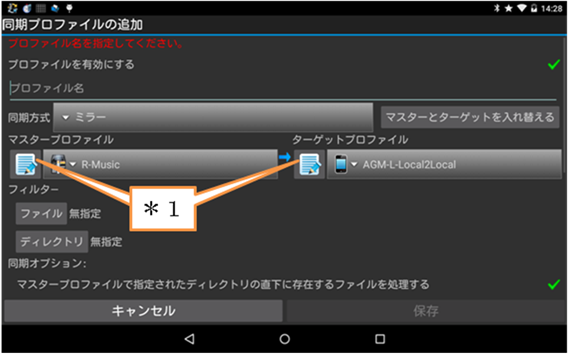 14:28
同期プロファイルの追加
プロファイル名を指定してください。
プロファイルを有効にする
プロファイル名
同期方式 ミラー マスターとターゲットを入れ替える
マスタープロファイル ターゲットプロファイル
R-Music AGM-L-Local2Local
＊１
フィルター
ファイル 無指定
ディレクトリ 無指定
同期オプション:
マスタープロファイルで指定されたディレクトリの直下に存在するファイルを処理する
キャンセル 保存